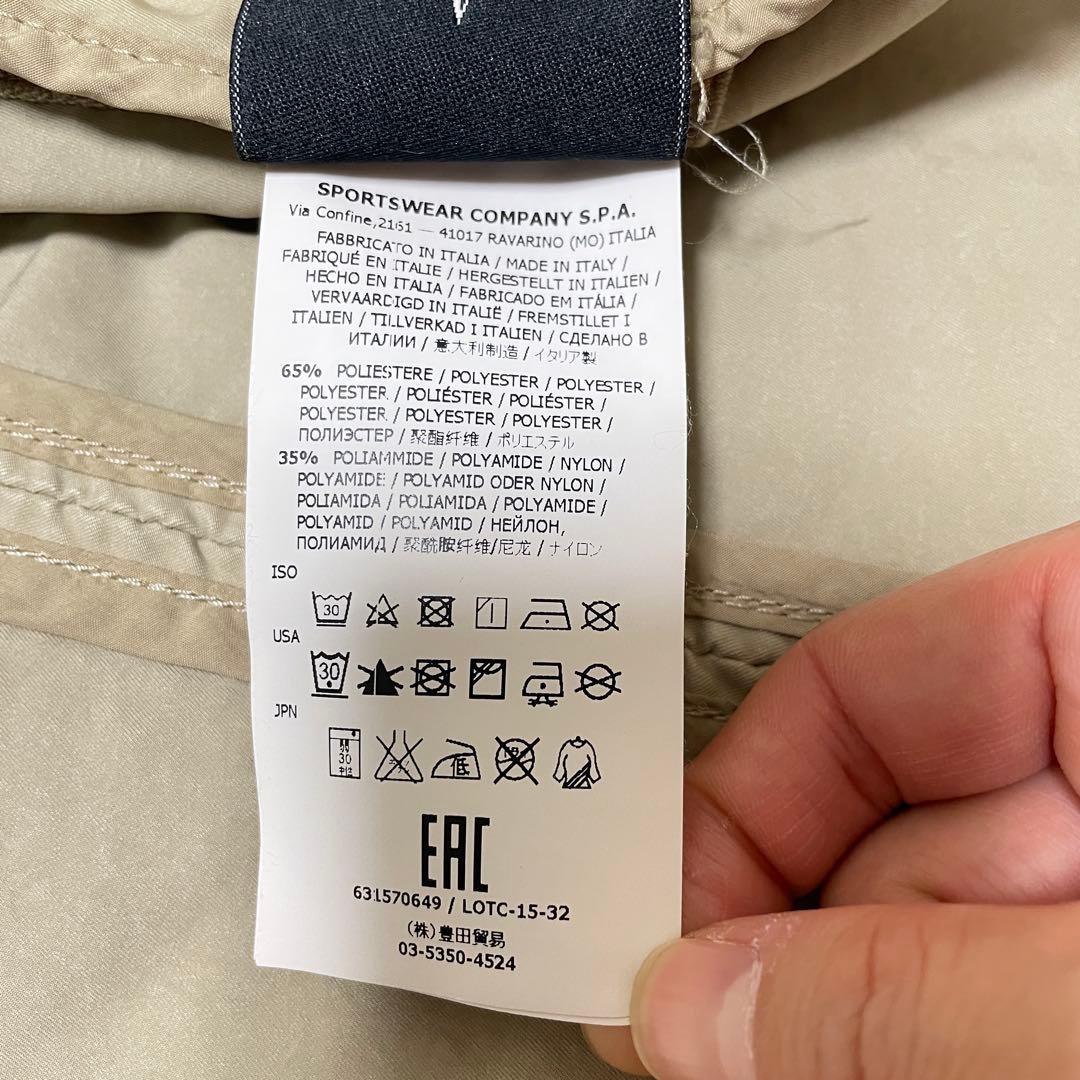 SPORTSWEAR COMPANY S.P.A.
Via Confine,2161 — 41017 RAVARINO (MO) ITALIA
FABBRICATO IN ITALIA / MADE IN ITALY /
FABRIQUÉ EN ITALIE / HERGESTELLT IN ITALIEN /
HECHO EN ITALIA / FABRICADO EM ITÁLIA /
VERVAARDIGD IN ITALIË / FREMSTILLET I
ITALIEN / TILLVERKAD I ITALIEN / СДЕЛАНО В
ИТАЛИИ / 意大利制造 / イタリア製
65% POLIESTERE / POLYESTER / POLYESTER /
POLYESTER / POLIÉSTER / POLIÉSTER /
POLYESTER / POLYESTER / POLYESTER /
ПОЛИЭСТЕР / 聚酯纤维 / ポリエステル
35% POLIAMMIDE / POLYAMIDE / NYLON /
POLYAMIDE / POLYAMID ODER NYLON /
POLIAMIDA / POLIAMIDA / POLYAMIDE /
POLYAMID / POLYAMID / НЕЙЛОН,
ПОЛИАМИД / 聚酰胺纤维/尼龙 / ナイロン
ISO
30
USA
30
JPN
30
低
EAC
631570649 / LOTC-15-32
(株)豊田貿易
03-5350-4524